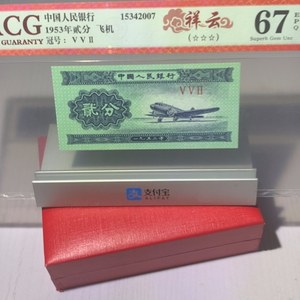 ACG
GUARANTY
中国人民银行
1953年贰分 飞机
冠号：VVⅡ
15342007
祥云
(☆☆☆)
67
E
P
Q
Superb Gem Unc
中国人民银行
VVII
贰分
一九五三年
支付宝
ALIPAY